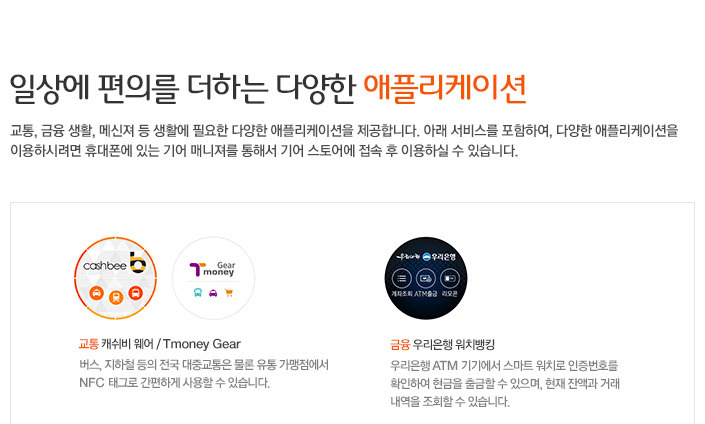 일상에 편의를 더하는 다양한 애플리케이션
교통, 금융 생활, 메신져 등 생활에 필요한 다양한 애플리케이션을 제공합니다. 아래 서비스를 포함하여, 다양한 애플리케이션을
이용하시려면 휴대폰에 있는 기어 매니져를 통해서 기어 스토어에 접속 후 이용하실 수 있습니다.
cashbee b
Gear
Tmoney
우리나라 우리은행
계좌조회 ATM출금 리모콘
교통 캐쉬비 웨어 / Tmoney Gear
버스, 지하철 등의 전국 대중교통은 물론 유통 가맹점에서
NFC 태그로 간편하게 사용할 수 있습니다.
금융 우리은행 워치뱅킹
우리은행 ATM 기기에서 스마트 워치로 인증번호를
확인하여 현금을 출금할 수 있으며, 현재 잔액과 거래
내역을 조회할 수 있습니다.